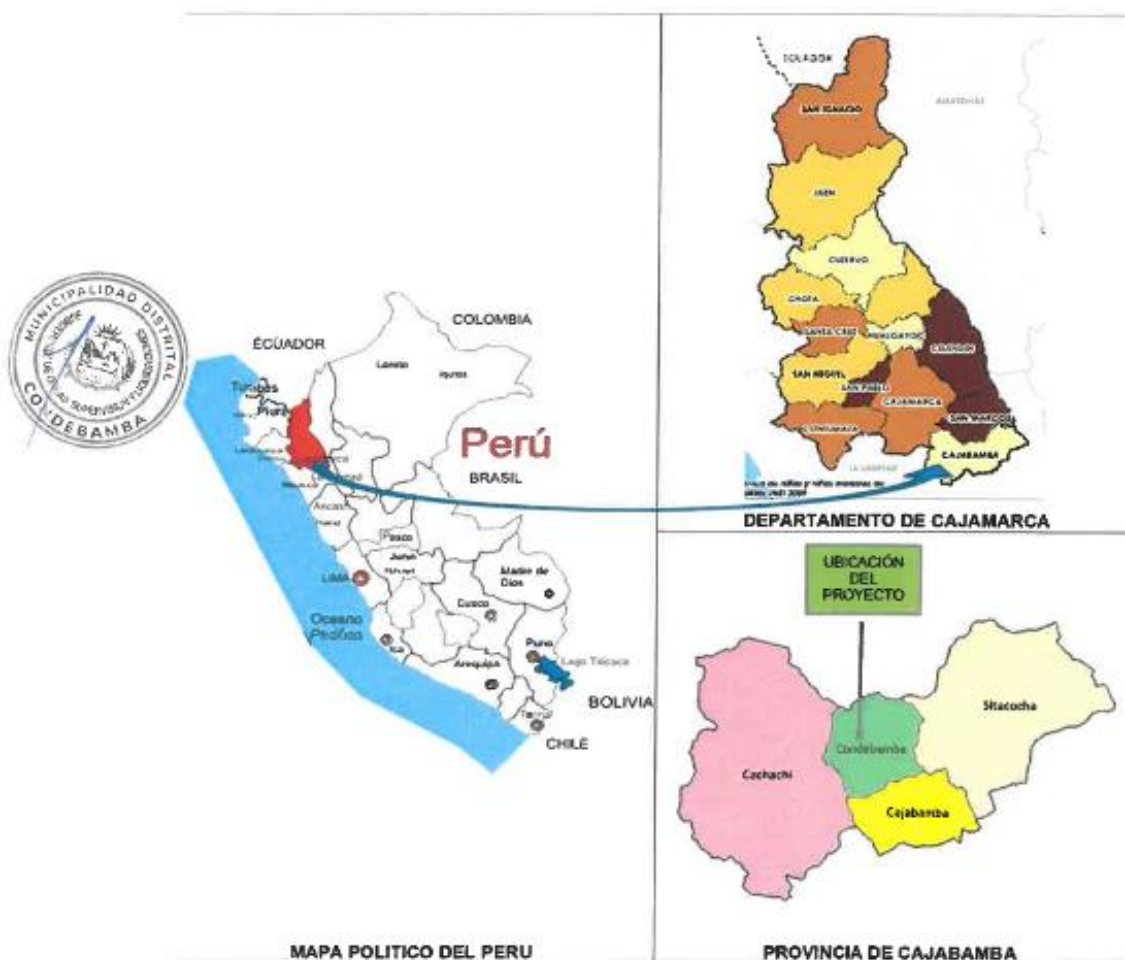 MUNICIPALIDAD DISTRITAL
CONDEBAMBA
COLOMBIA
ECUADOR
Loreto
Iquitos
Tumbes
Piura
Perú
BRASIL
Ancash
Pasco
Junin
LIMA
Madre de
Dios
Cusco
Oceano
Pacifico
Ica
Puno
Lago Titicaca
Arequipa
BOLIVIA
Tacna
CHILE
MAPA POLITICO DEL PERU
ECUADOR
AMAZONAS
SAN IGNACIO
JAEN
CUTERVO
CHOTA
SANTA CRUZ
HUALGAYOC
CELENDIN
SAN MIGUEL
SAN PABLO
CAJAMARCA
SAN MARCOS
CONTUMAZA
CAJABAMBA
LA LIBERTAD
DEPARTAMENTO DE CAJAMARCA
UBICACIÓN
DEL
PROYECTO
Sitacocha
Condebamba
Cachachi
Cajabamba
PROVINCIA DE CAJABAMBA